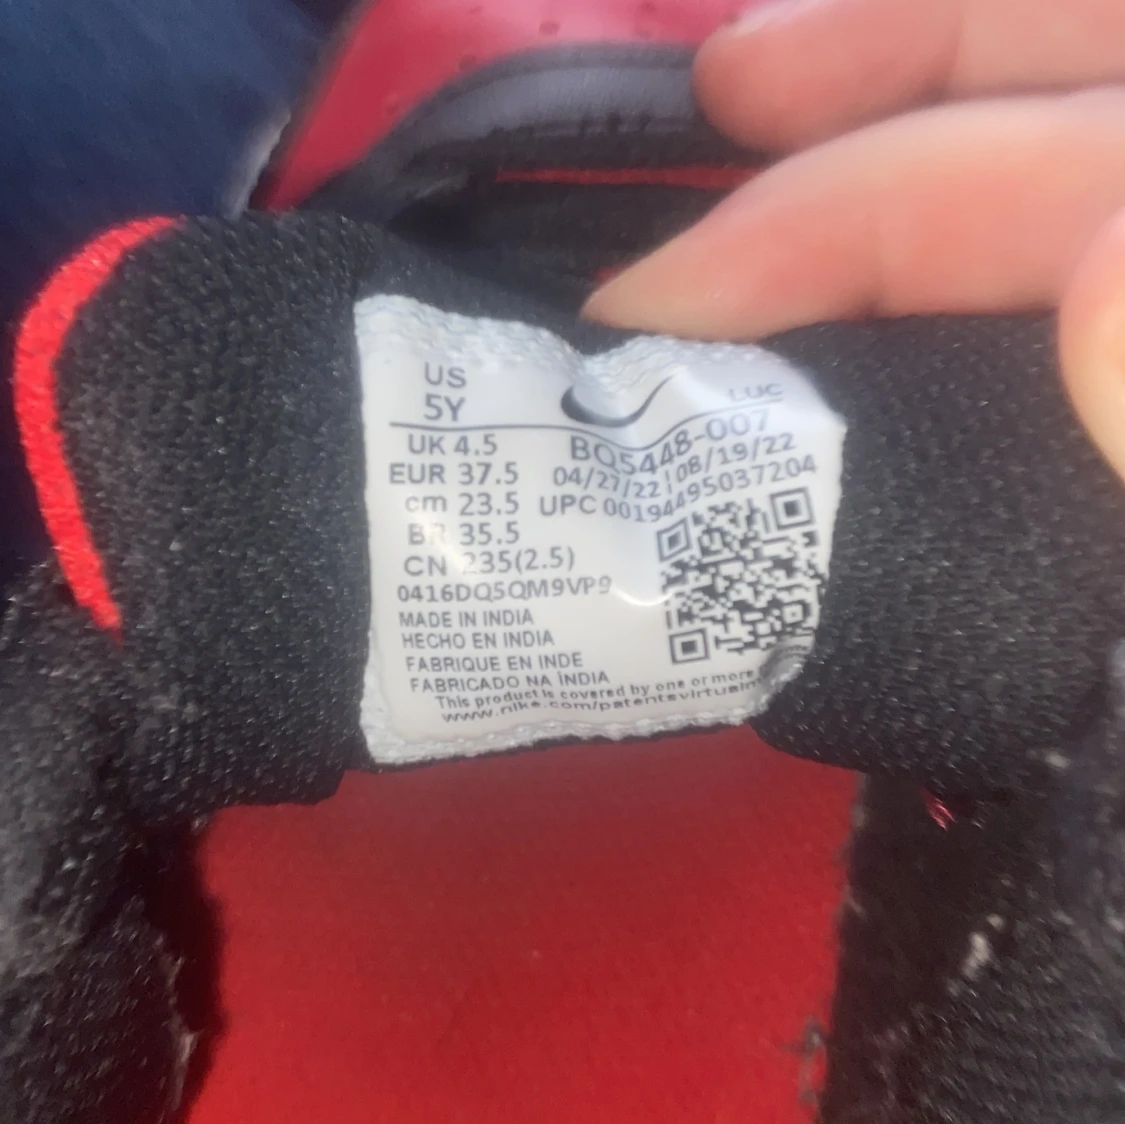 US
5Y
LUC
BQ5448-007
04/27/22 08/19/22
UPC 00194495037204
UK 4.5
EUR 37.5
cm 23.5
BR 35.5
CN 235(2.5)
0416DQ5QM9VP9
MADE IN INDIA
HECHO EN INDIA
FABRIQUE EN INDE
FABRICADO NA ÍNDIA
This product is covered by one or more
www.nike.com/patentsvirtualm